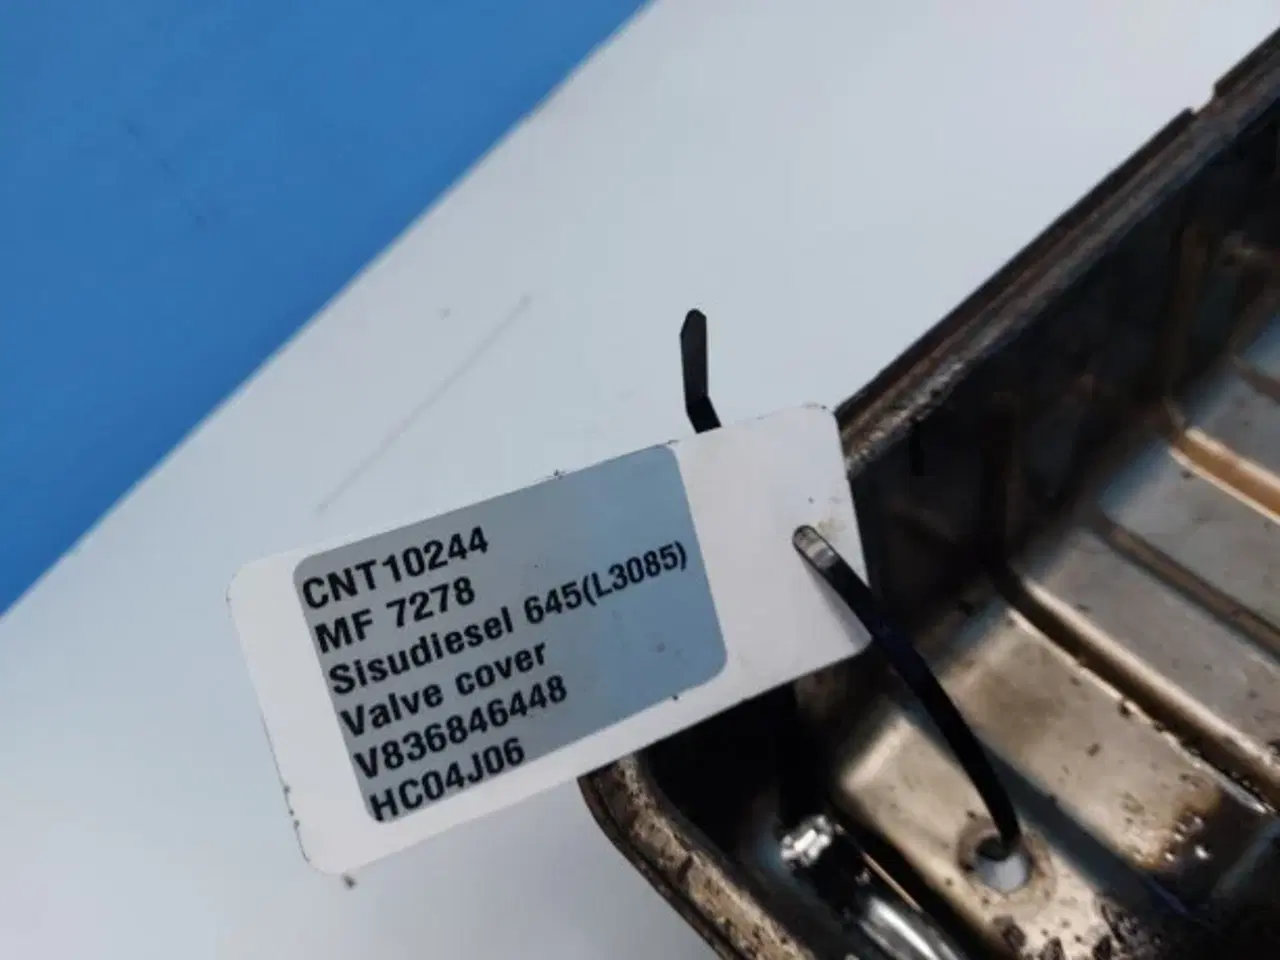 CNT10244
MF 7278
Sisudiesel 645(L3085)
Valve cover
V836846448
HC04J06